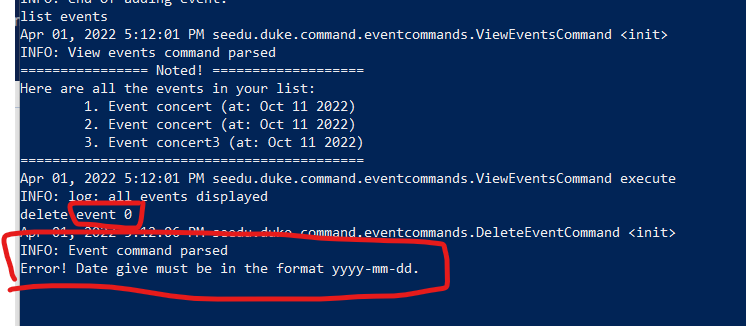 INFO: end of adding event.
list events
Apr 01, 2022 5:12:01 PM seedu.duke.command.eventcommands.ViewEventsCommand <init>
INFO: View events command parsed
================ Noted! ===================
Here are all the events in your list:
1. Event concert (at: Oct 11 2022)
2. Event concert (at: Oct 11 2022)
3. Event concert3 (at: Oct 11 2022)
===========================================
Apr 01, 2022 5:12:01 PM seedu.duke.command.eventcommands.ViewEventsCommand execute
INFO: log: all events displayed
delete event 0
Apr 01, 2022 5:12:06 PM seedu.duke.command.eventcommands.DeleteEventCommand <init>
INFO: Event command parsed
Error! Date give must be in the format yyyy-mm-dd.